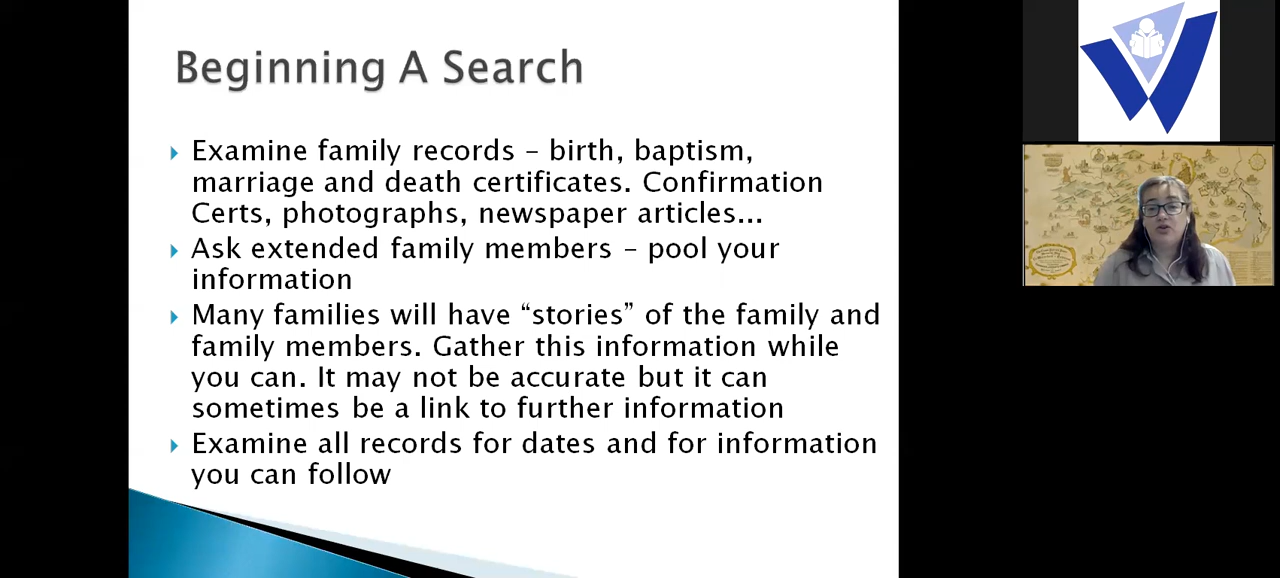 Beginning A Search
Examine family records – birth, baptism,
marriage and death certificates. Confirmation
Certs, photographs, newspaper articles...
Ask extended family members – pool your
information
Many families will have “stories” of the family and
family members. Gather this information while
you can. It may not be accurate but it can
sometimes be a link to further information
Examine all records for dates and for information
you can follow